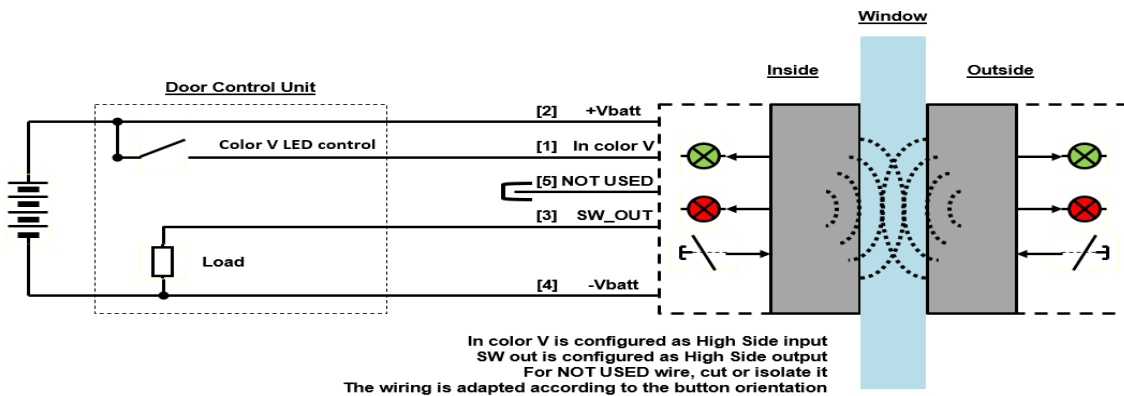 Window
Inside
Outside
Door Control Unit
[2] +Vbatt
Color V LED control
[1] In color V
[5] NOT USED
[3] SW_OUT
Load
[4] -Vbatt
In color V is configured as High Side input
SW out is configured as High Side output
For NOT USED wire, cut or isolate it
The wiring is adapted according to the button orientation